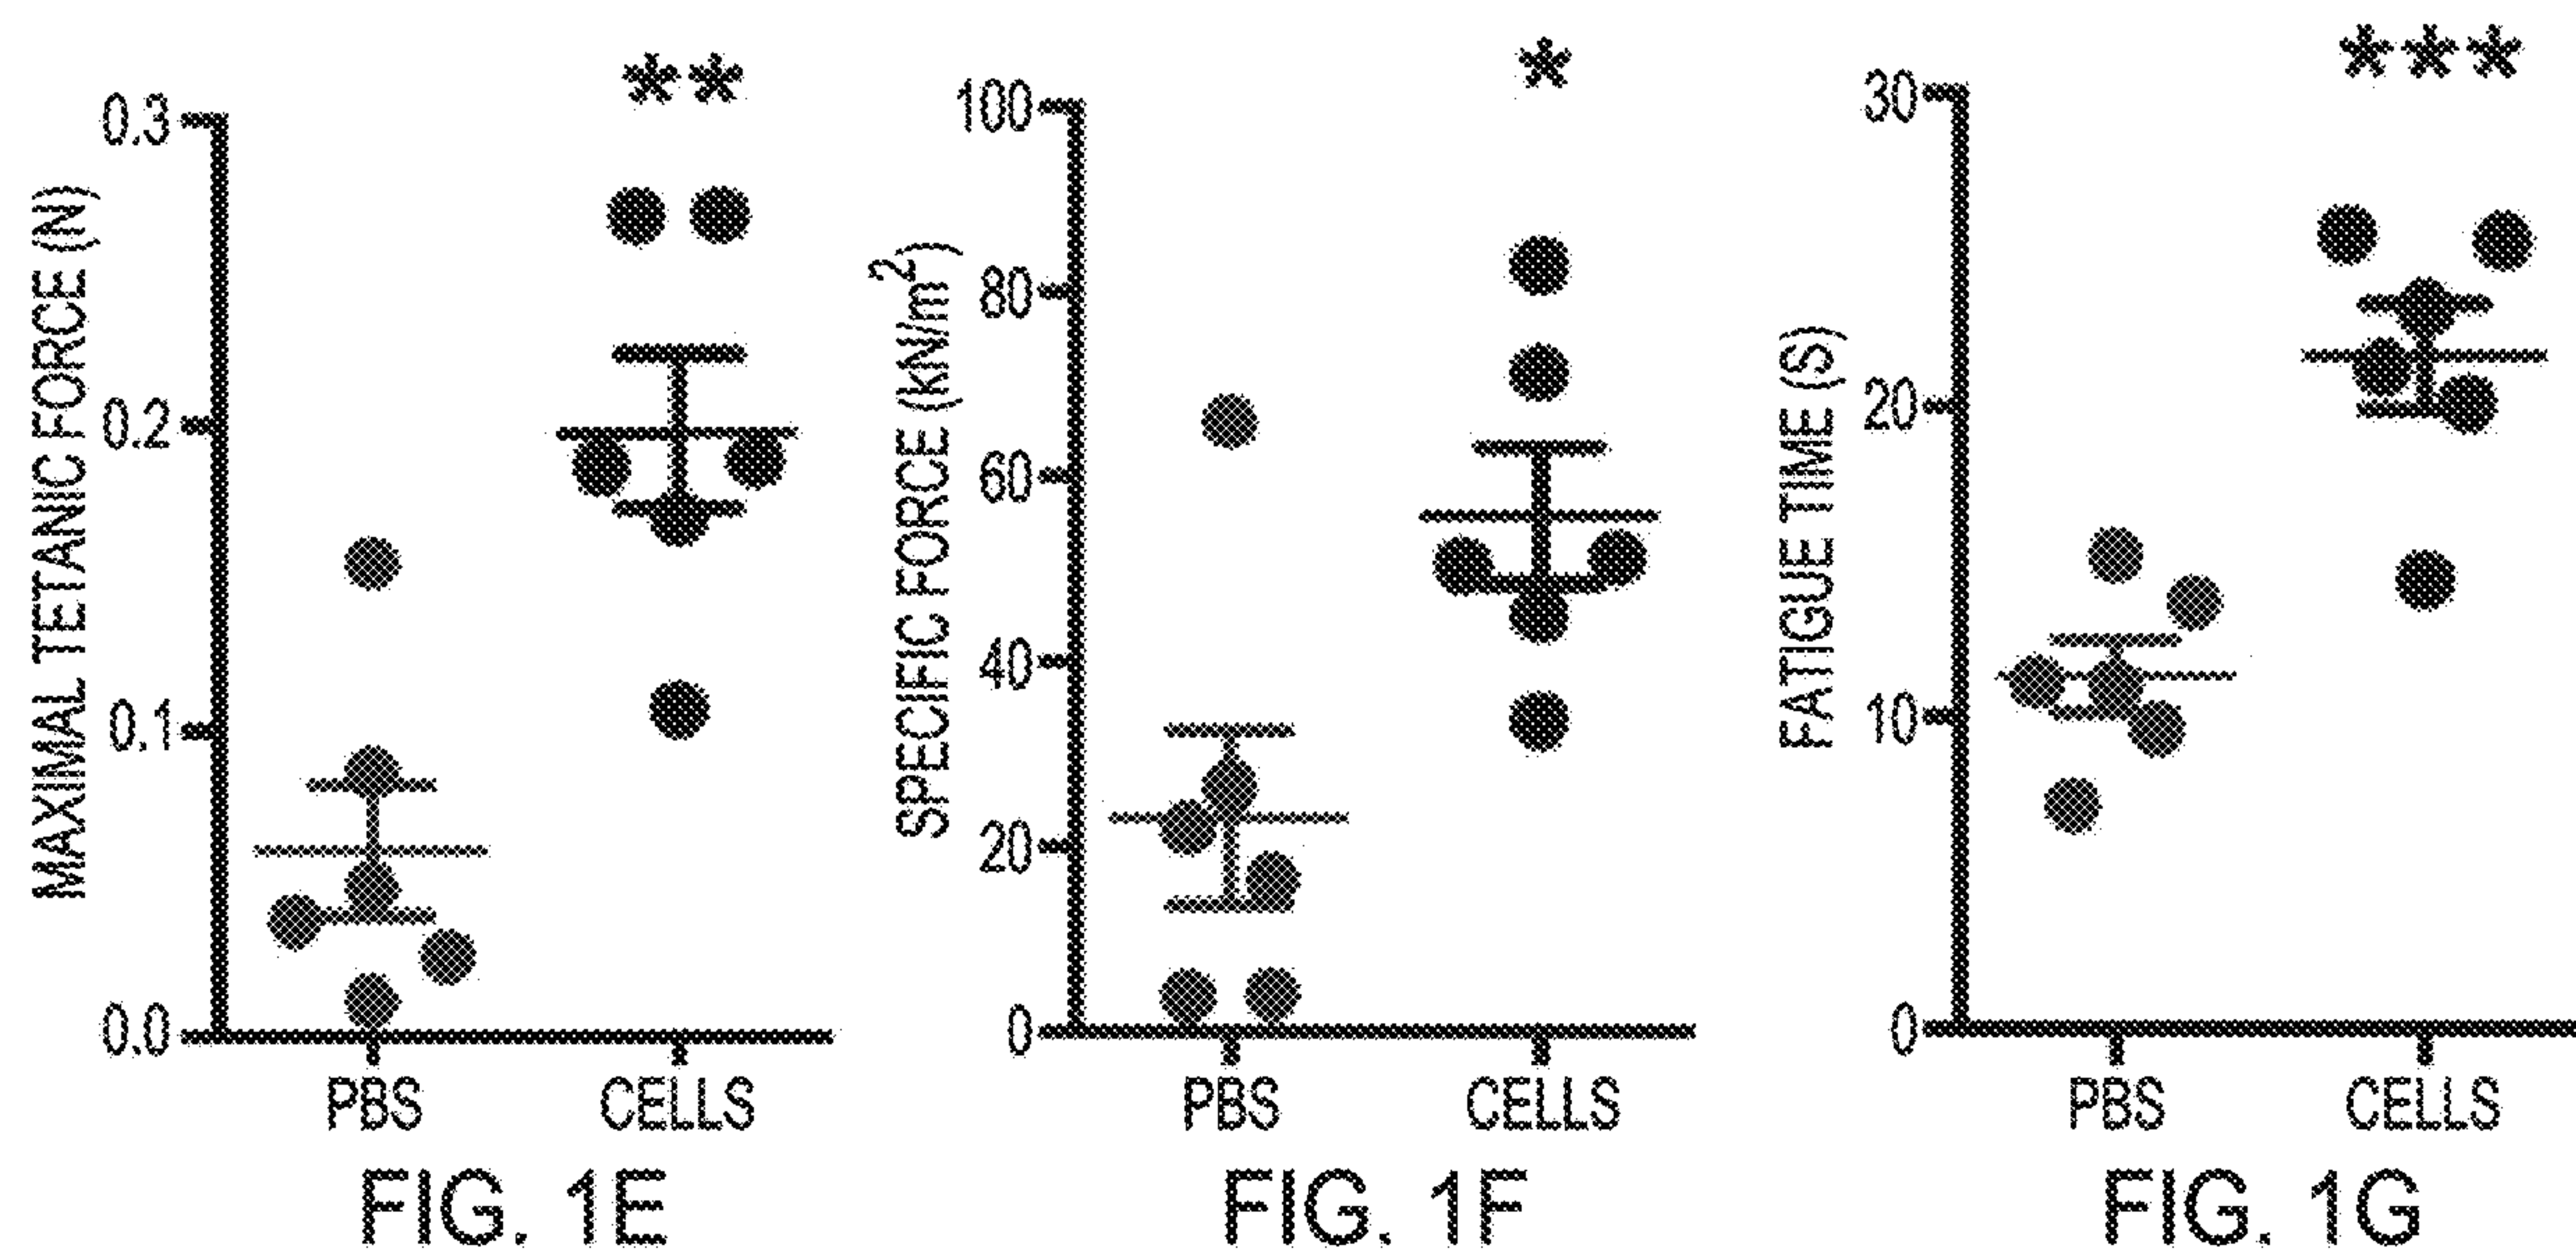 **
0.3
0.2
0.1
0.0
MAXIMAL TETANIC FORCE (N)
PBS CELLS
FIG. 1E
*
100
80
60
40
20
0
SPECIFIC FORCE (kN/m²)
PBS CELLS
FIG. 1F
***
30
20
10
0
FATIGUE TIME (S)
PBS CELLS
FIG. 1G